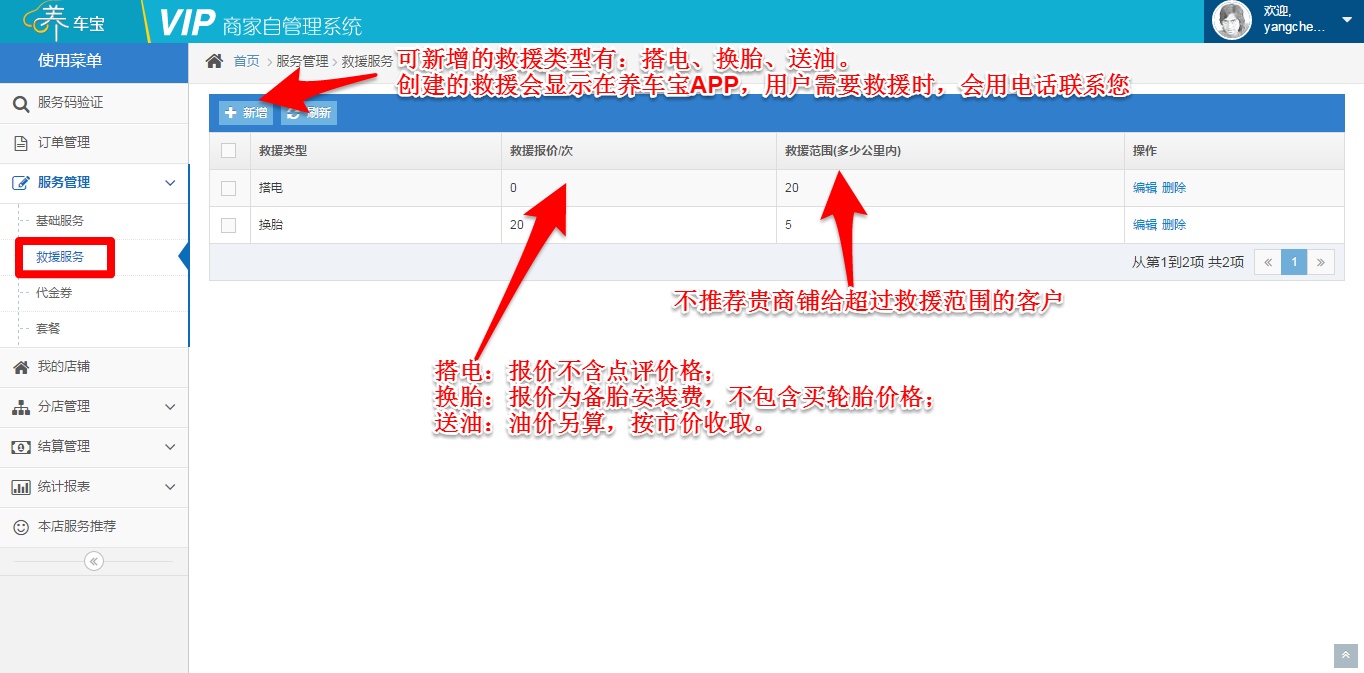 养车宝
VIP 商家自管理系统
欢迎,
yangche...
使用菜单
服务码验证
订单管理
服务管理
基础服务
救援服务
代金券
套餐
我的店铺
分店管理
结算管理
统计报表
本店服务推荐
首页 服务管理 救援服务
可新增的救援类型有：搭电、换胎、送油。
创建的救援会显示在养车宝APP，用户需要救援时，会用电话联系您
新增 刷新
救援类型 救援报价/次 救援范围(多少公里内) 操作
搭电 0 20 编辑 删除
换胎 20 5 编辑 删除
从第1到2项 共2项 « 1 »
不推荐贵商铺给超过救援范围的客户
搭电：报价不含点评价格；
换胎：报价为备胎安装费，不包含买轮胎价格；
送油：油价另算，按市价收取。